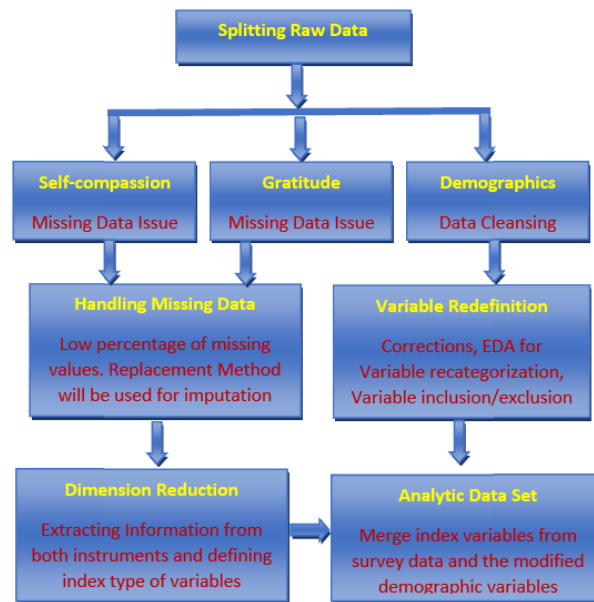 Splitting Raw Data
Self-compassion
Missing Data Issue
Gratitude
Missing Data Issue
Demographics
Data Cleansing
Handling Missing Data
Low percentage of missing
values. Replacement Method
will be used for imputation
Variable Redefinition
Corrections, EDA for
Variable recategorization,
Variable inclusion/exclusion
Dimension Reduction
Extracting Information from
both instruments and defining
index type of variables
Analytic Data Set
Merge index variables from
survey data and the modified
demographic variables